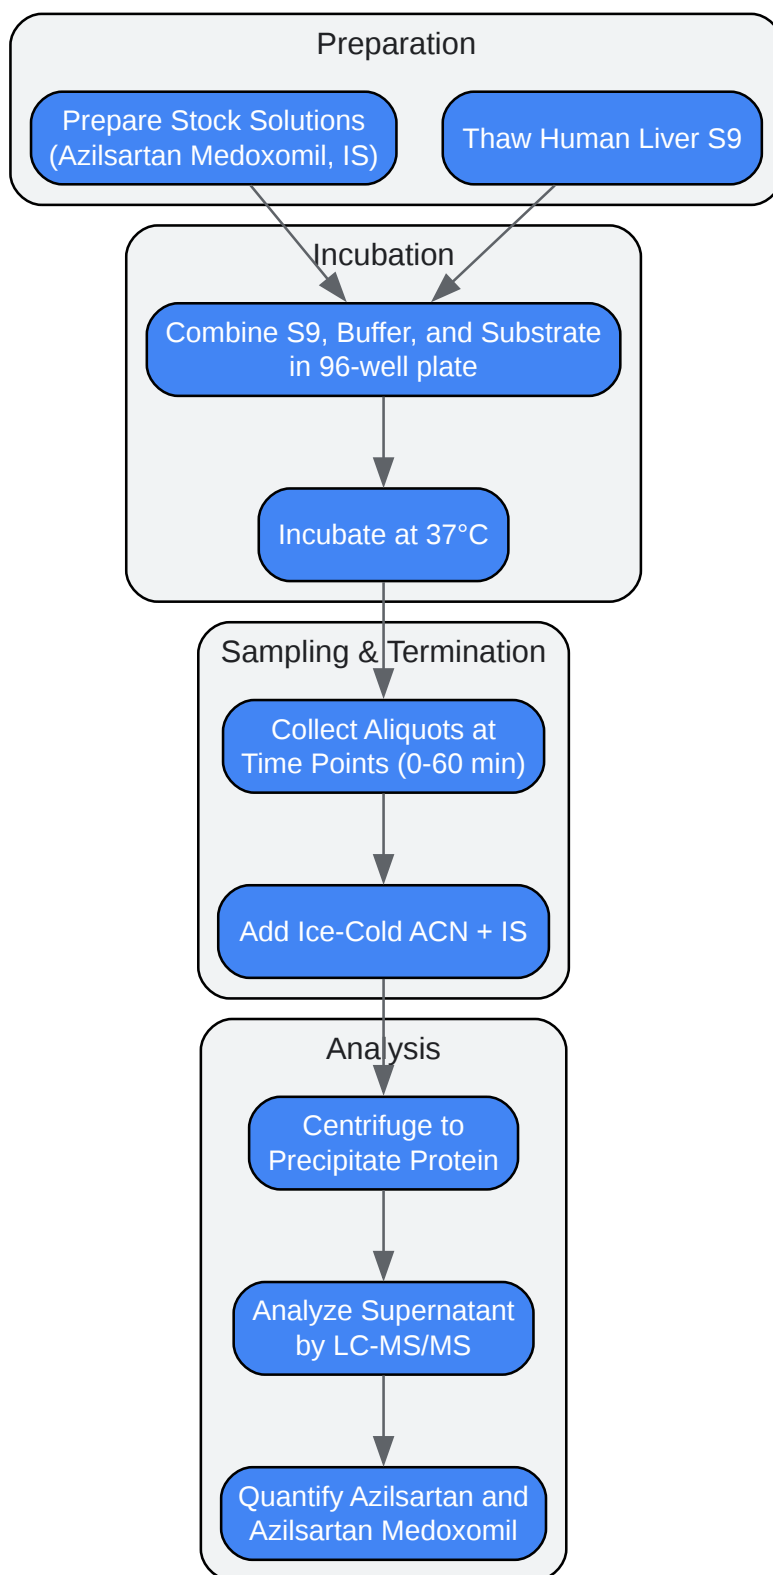 Preparation
Prepare Stock Solutions
(Azilsartan Medoxomil, IS)
Thaw Human Liver S9
Incubation
Combine S9, Buffer, and Substrate
in 96-well plate
Incubate at 37°C
Sampling & Termination
Collect Aliquots at
Time Points (0-60 min)
Add Ice-Cold ACN + IS
Analysis
Centrifuge to
Precipitate Protein
Analyze Supernatant
by LC-MS/MS
Quantify Azilsartan and
Azilsartan Medoxomil